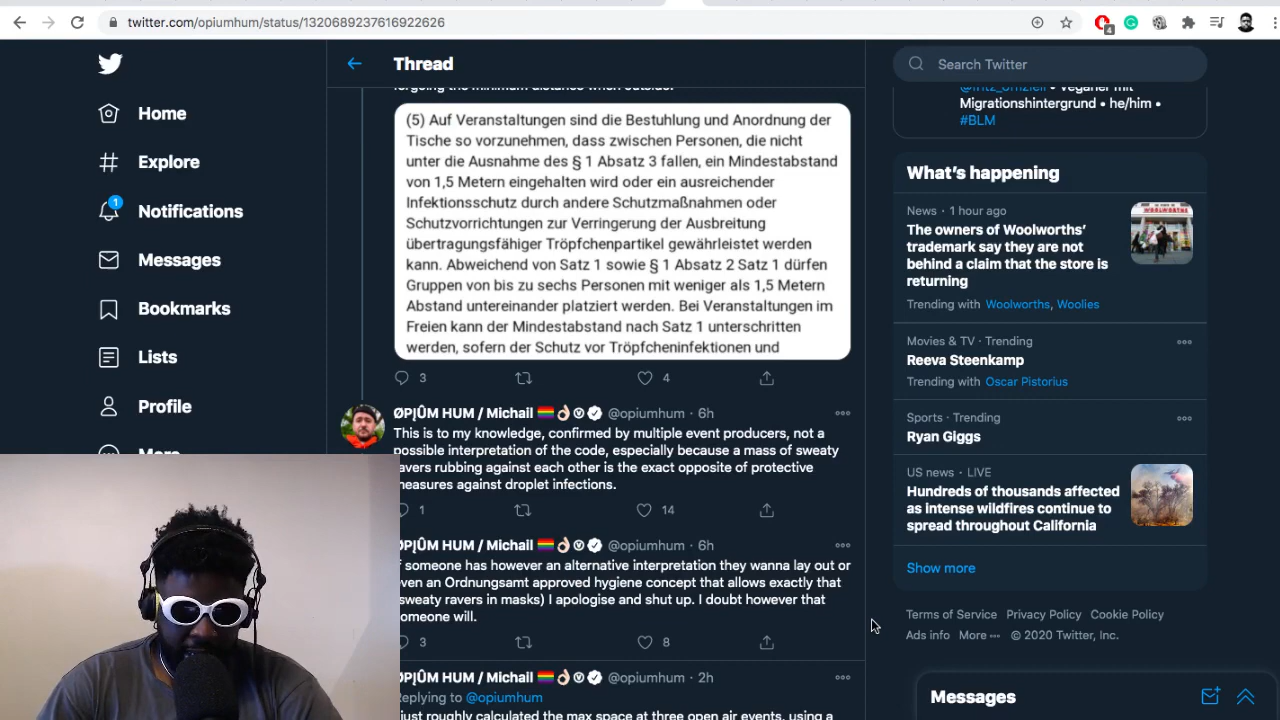 twitter.com/opiumhum/status/1320689237616922626
4
Home
Explore
1
Notifications
Messages
Bookmarks
Lists
Profile
More
Thread
forgoing the minimum distance when outside.
(5) Auf Veranstaltungen sind die Bestuhlung und Anordnung der
Tische so vorzunehmen, dass zwischen Personen, die nicht
unter die Ausnahme des § 1 Absatz 3 fallen, ein Mindestabstand
von 1,5 Metern eingehalten wird oder ein ausreichender
Infektionsschutz durch andere Schutzmaßnahmen oder
Schutzvorrichtungen zur Verringerung der Ausbreitung
übertragungsfähiger Tröpfchenpartikel gewährleistet werden
kann. Abweichend von Satz 1 sowie § 1 Absatz 2 Satz 1 dürfen
Gruppen von bis zu sechs Personen mit weniger als 1,5 Metern
Abstand untereinander platziert werden. Bei Veranstaltungen im
Freien kann der Mindestabstand nach Satz 1 unterschritten
werden, sofern der Schutz vor Tröpfcheninfektionen und
3 4
ØP|ÛM HUM / Michail 🏳️‍🌈👌🏻Ⓥ @opiumhum · 6h
This is to my knowledge, confirmed by multiple event producers, not a
possible interpretation of the code, especially because a mass of sweaty
ravers rubbing against each other is the exact opposite of protective
measures against droplet infections.
1 14
ØP|ÛM HUM / Michail 🏳️‍🌈👌🏻Ⓥ @opiumhum · 6h
f someone has however an alternative interpretation they wanna lay out or
even an Ordnungsamt approved hygiene concept that allows exactly that
(sweaty ravers in masks) I apologise and shut up. I doubt however that
someone will.
3 8
ØP|ÛM HUM / Michail 🏳️‍🌈👌🏻Ⓥ @opiumhum · 2h
Replying to @opiumhum
just roughly calculated the max space at three open air events, using a
Search Twitter
@fritz_offiziell • Veganer mit
Migrationshintergrund • he/him •
#BLM
What's happening
News · 1 hour ago
The owners of Woolworths'
trademark say they are not
behind a claim that the store is
returning
Trending with Woolworths, Woolies
WOOLWORTHS
Movies & TV · Trending
Reeva Steenkamp
Trending with Oscar Pistorius
Sports · Trending
Ryan Giggs
US news · LIVE
Hundreds of thousands affected
as intense wildfires continue to
spread throughout California
Show more
Terms of Service Privacy Policy Cookie Policy
Ads info More © 2020 Twitter, Inc.
Messages